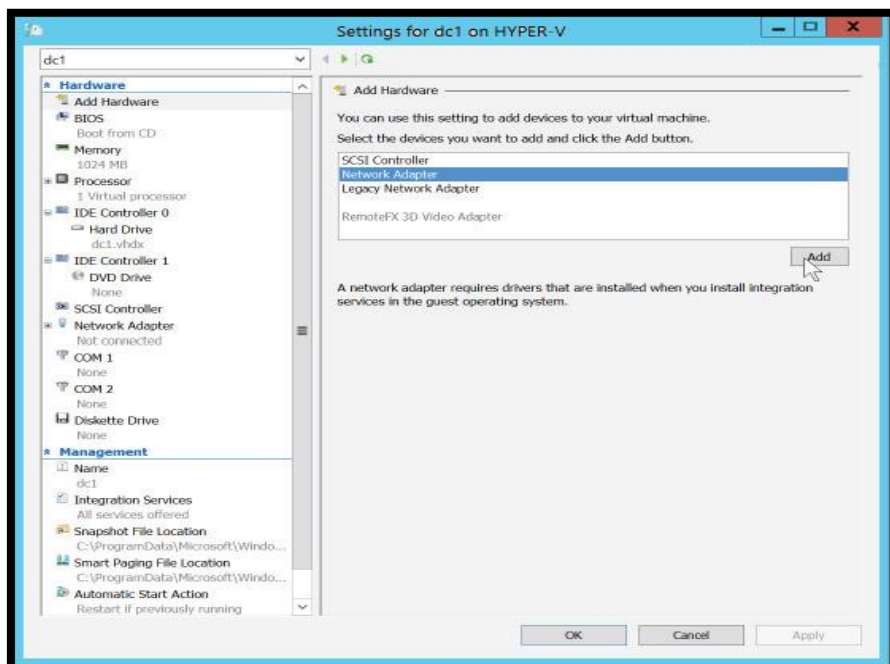 Settings for dc1 on HYPER-V
dc1
Hardware
Add Hardware
BIOS
Boot from CD
Memory
1024 MB
Processor
1 Virtual processor
IDE Controller 0
Hard Drive
dc1.vhdx
IDE Controller 1
DVD Drive
None
SCSI Controller
Network Adapter
Not connected
COM 1
None
COM 2
None
Diskette Drive
None
Management
Name
dc1
Integration Services
All services offered
Snapshot File Location
C:\ProgramData\Microsoft\Windo...
Smart Paging File Location
C:\ProgramData\Microsoft\Windo...
Automatic Start Action
Restart if previously running
Add Hardware
You can use this setting to add devices to your virtual machine.
Select the devices you want to add and click the Add button.
SCSI Controller
Network Adapter
Legacy Network Adapter
RemoteFX 3D Video Adapter
Add
A network adapter requires drivers that are installed when you install integration
services in the guest operating system.
OK
Cancel
Apply